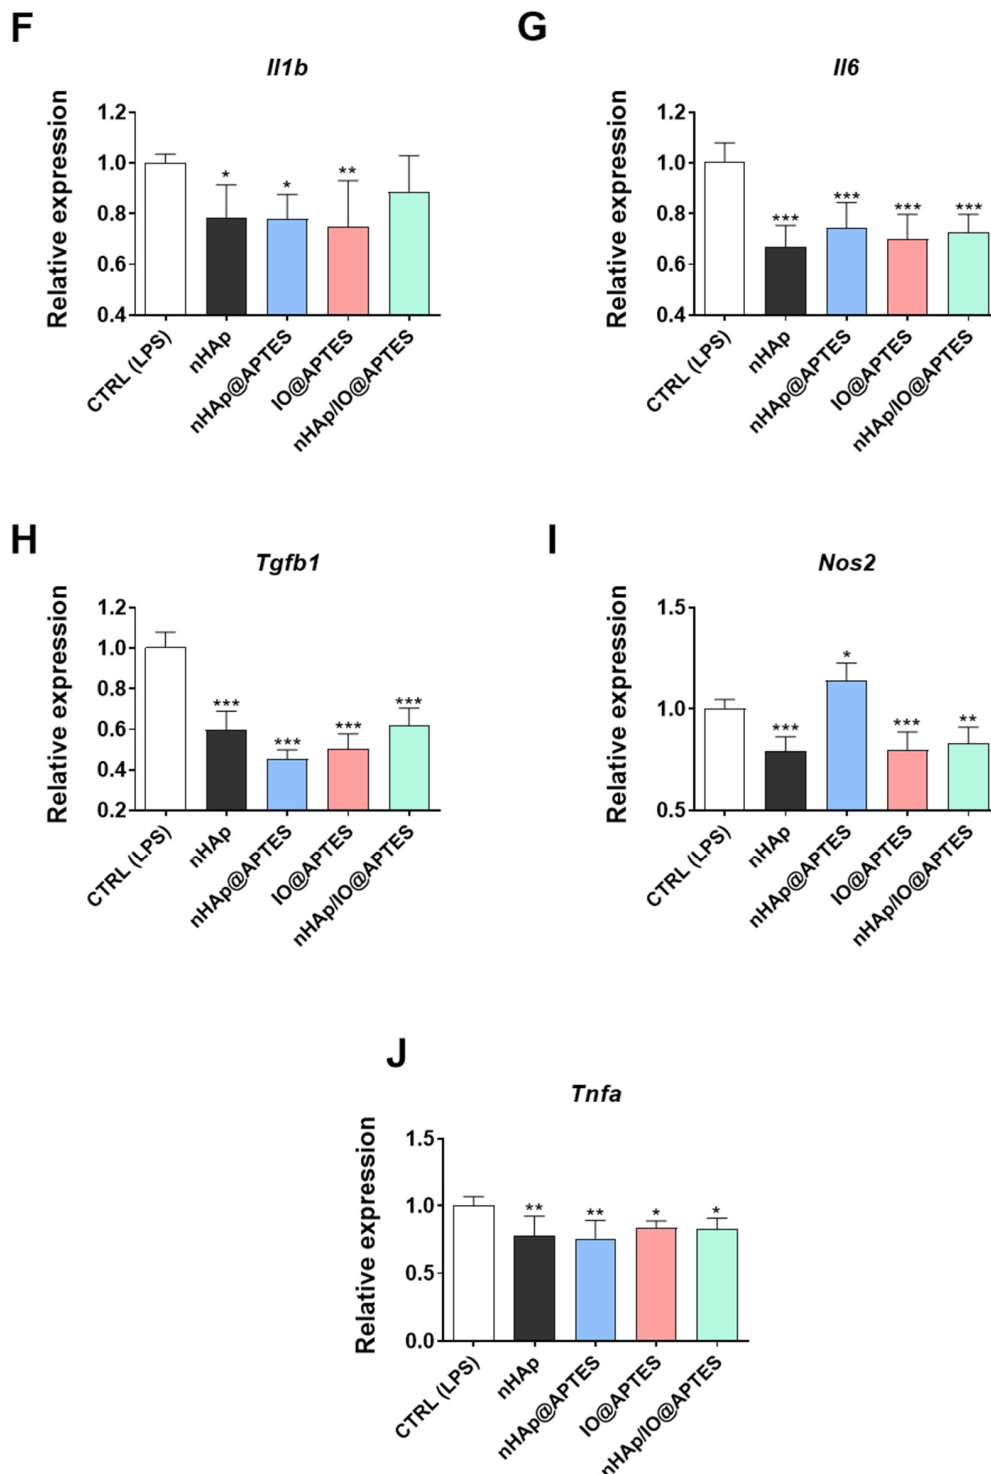 F
Il1b
Relative expression
1.2
1.0
0.8
0.6
0.4
*
*
**
CTRL (LPS)
nHAp
nHAp@APTES
IO@APTES
nHAp/IO@APTES
G
Il6
Relative expression
1.2
1.0
0.8
0.6
0.4
***
***
***
***
CTRL (LPS)
nHAp
nHAp@APTES
IO@APTES
nHAp/IO@APTES
H
Tgfb1
Relative expression
1.2
1.0
0.8
0.6
0.4
0.2
***
***
***
***
CTRL (LPS)
nHAp
nHAp@APTES
IO@APTES
nHAp/IO@APTES
I
Nos2
Relative expression
1.5
1.0
0.5
***
*
***
**
CTRL (LPS)
nHAp
nHAp@APTES
IO@APTES
nHAp/IO@APTES
J
Tnfa
Relative expression
1.5
1.0
0.5
0.0
**
**
*
*
CTRL (LPS)
nHAp
nHAp@APTES
IO@APTES
nHAp/IO@APTES